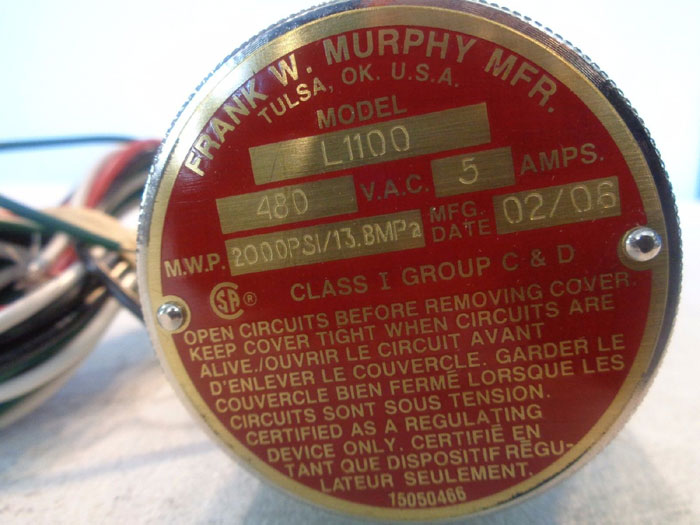 FRANK W. MURPHY MFR.
TULSA, OK. U.S.A.
MODEL
L1100
480 V.A.C. 5 AMPS.
M.W.P. 2000PSI/13.8MPa MFG. DATE 02/06
SA ®
CLASS I GROUP C & D
OPEN CIRCUITS BEFORE REMOVING COVER.
KEEP COVER TIGHT WHEN CIRCUITS ARE
ALIVE./OUVRIR LE CIRCUIT AVANT
D'ENLEVER LE COUVERCLE. GARDER LE
COUVERCLE BIEN FERMÉ LORSQUE LES
CIRCUITS SONT SOUS TENSION.
CERTIFIED AS A REGULATING
DEVICE ONLY. CERTIFIÉ EN
TANT QUE DISPOSITIF RÉGU-
LATEUR SEULEMENT.
15050466